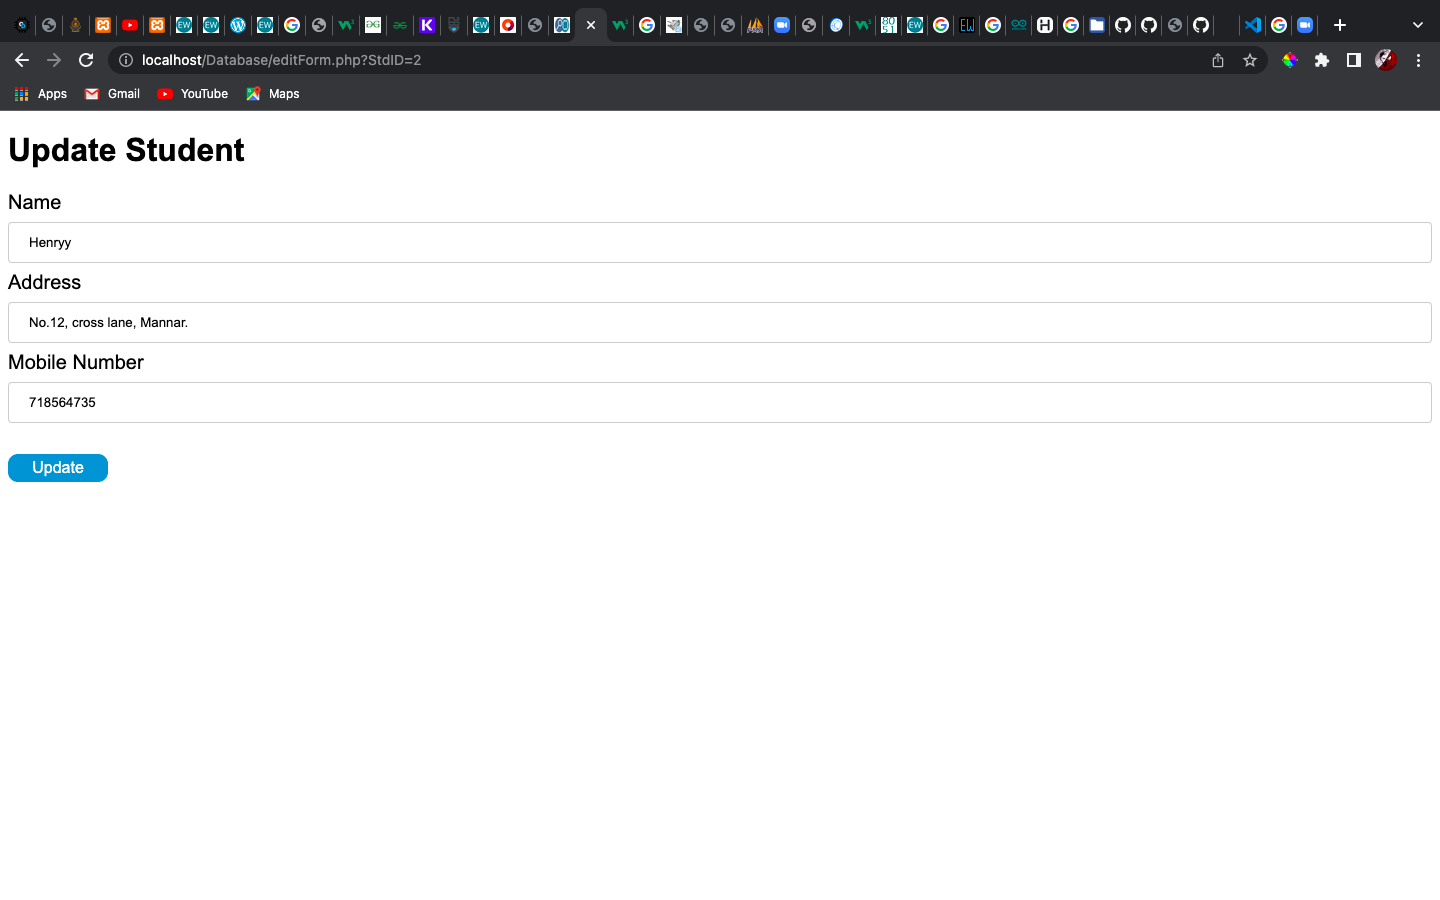 localhost/Database/editForm.php?StdID=2
Apps Gmail YouTube Maps
Update Student
Name
Henryy
Address
No.12, cross lane, Mannar.
Mobile Number
718564735
Update